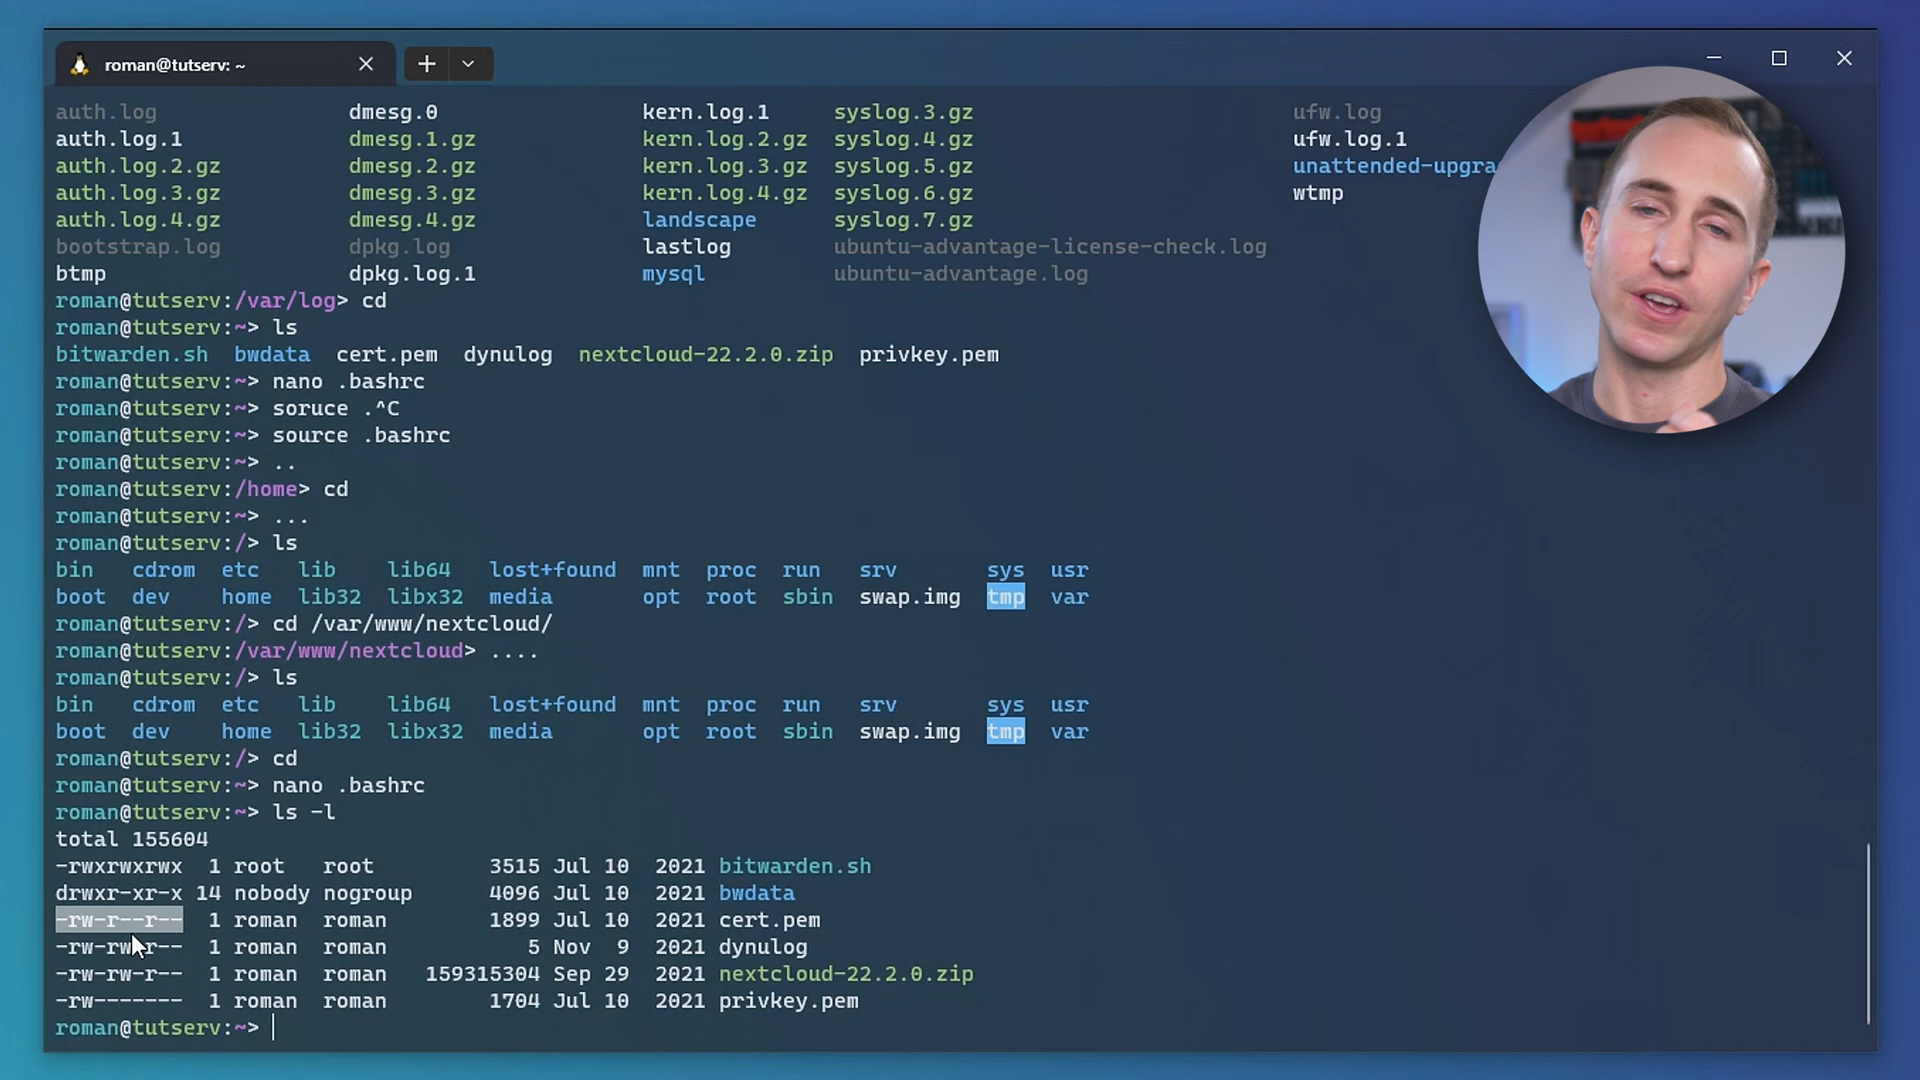 roman@tutserv: ~
auth.log dmesg.0 kern.log.1 syslog.3.gz ufw.log
auth.log.1 dmesg.1.gz kern.log.2.gz syslog.4.gz ufw.log.1
auth.log.2.gz dmesg.2.gz kern.log.3.gz syslog.5.gz unattended-upgra
auth.log.3.gz dmesg.3.gz kern.log.4.gz syslog.6.gz wtmp
auth.log.4.gz dmesg.4.gz landscape syslog.7.gz
bootstrap.log dpkg.log lastlog ubuntu-advantage-license-check.log
btmp dpkg.log.1 mysql ubuntu-advantage.log
roman@tutserv:/var/log> cd
roman@tutserv:~> ls
bitwarden.sh bwdata cert.pem dynulog nextcloud-22.2.0.zip privkey.pem
roman@tutserv:~> nano .bashrc
roman@tutserv:~> soruce .^C
roman@tutserv:~> source .bashrc
roman@tutserv:~> ..
roman@tutserv:/home> cd
roman@tutserv:~> ...
roman@tutserv:/> ls
bin cdrom etc lib lib64 lost+found mnt proc run srv sys usr
boot dev home lib32 libx32 media opt root sbin swap.img tmp var
roman@tutserv:/> cd /var/www/nextcloud/
roman@tutserv:/var/www/nextcloud> ....
roman@tutserv:/> ls
bin cdrom etc lib lib64 lost+found mnt proc run srv sys usr
boot dev home lib32 libx32 media opt root sbin swap.img tmp var
roman@tutserv:/> cd
roman@tutserv:~> nano .bashrc
roman@tutserv:~> ls -l
total 155604
-rwxrwxrwx 1 root root 3515 Jul 10 2021 bitwarden.sh
drwxr-xr-x 14 nobody nogroup 4096 Jul 10 2021 bwdata
-rw-r--r-- 1 roman roman 1899 Jul 10 2021 cert.pem
-rw-rw-r-- 1 roman roman 5 Nov 9 2021 dynulog
-rw-rw-r-- 1 roman roman 159315304 Sep 29 2021 nextcloud-22.2.0.zip
-rw------- 1 roman roman 1704 Jul 10 2021 privkey.pem
roman@tutserv:~>